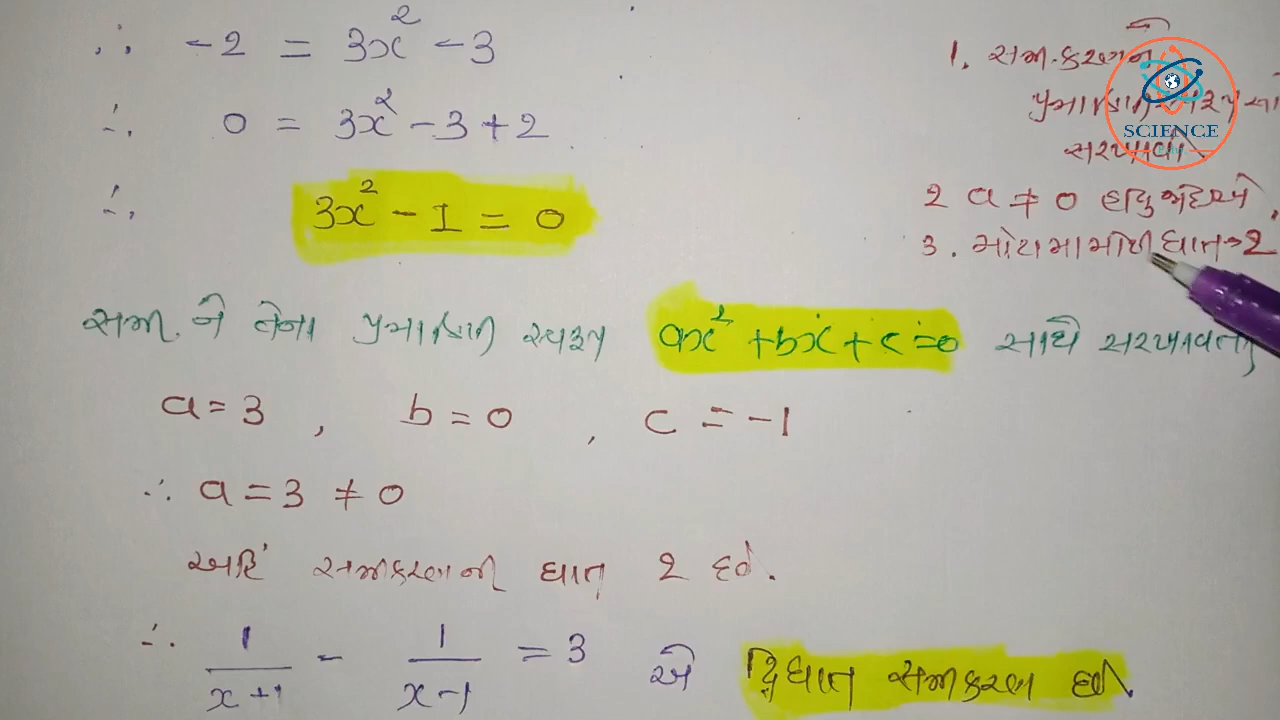 ∴ -2 = 3x² - 3
∴ 0 = 3x² - 3 + 2
∴ 3x² - 1 = 0
1. સમીકરણને
પ્રમાણિત
સરખાવો
2 a ≠ 0 હોવું જોઈએ.
3. મોટામાં મોટી ઘાત → 2
SCIENCE
સમી. ને તેના પ્રમાણિત સ્વરૂપ ax² + bx + c = 0 સાથે સરખાવતા
a = 3, b = 0, c = -1
∴ a = 3 ≠ 0
અહિં સમીકરણની ઘાત 2 છે.
∴ 1/(x+1) - 1/(x-1) = 3 એ દ્વિઘાત સમીકરણ છે.